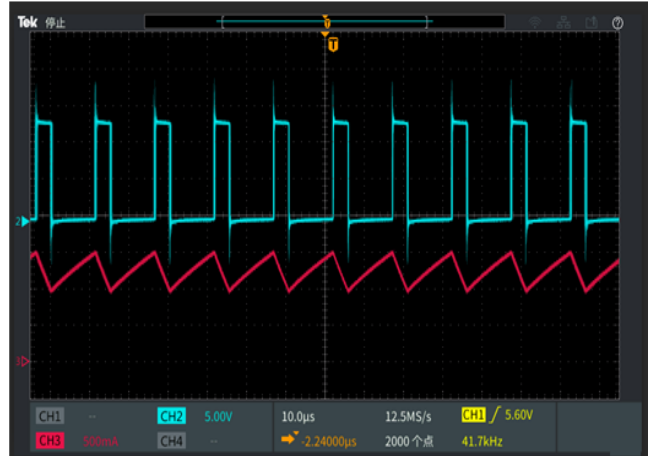 Tek 停止
T
T
2
3
CH1 -- CH2 5.00V 10.0µs 12.5MS/s CH1 / 5.60V
CH3 500mA CH4 -- -2.24000µs 2000 个点 41.7kHz